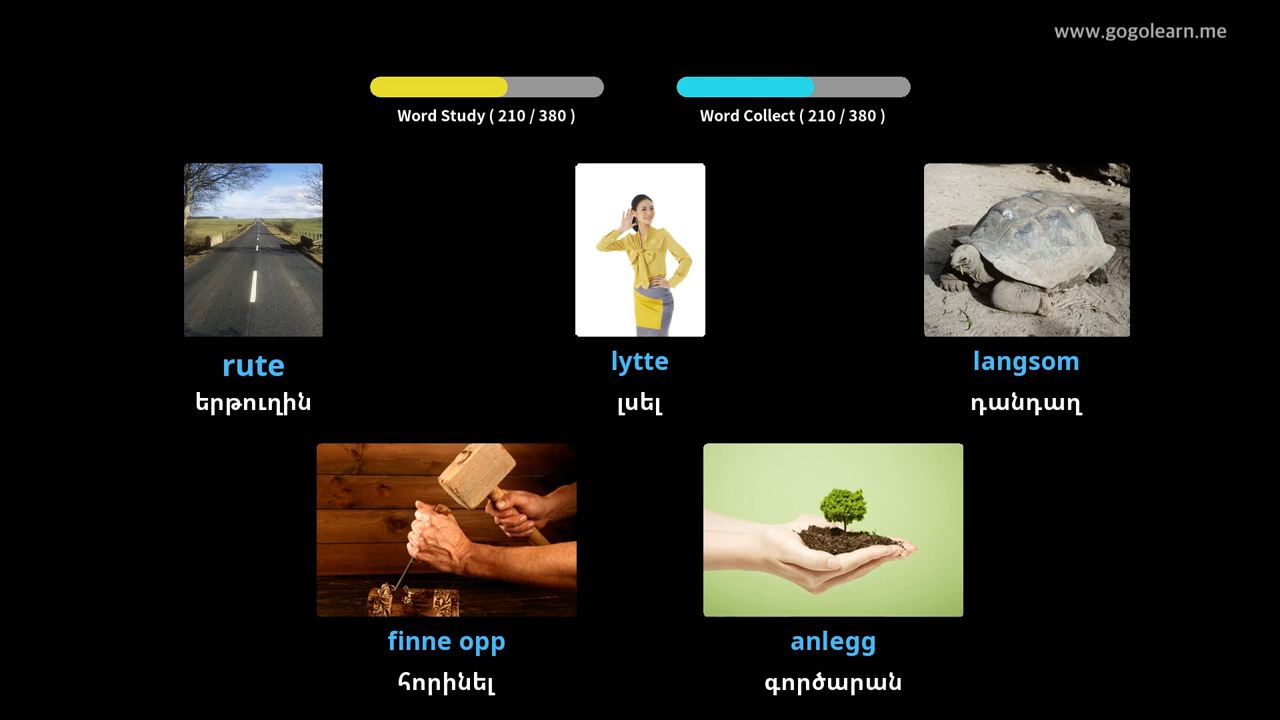 www.gogolearn.me
Word Study ( 210 / 380 )
Word Collect ( 210 / 380 )
rute
lytte
langsom
երթուղին
լսել
դանդաղ
finne opp
anlegg
հորինել
գործարան